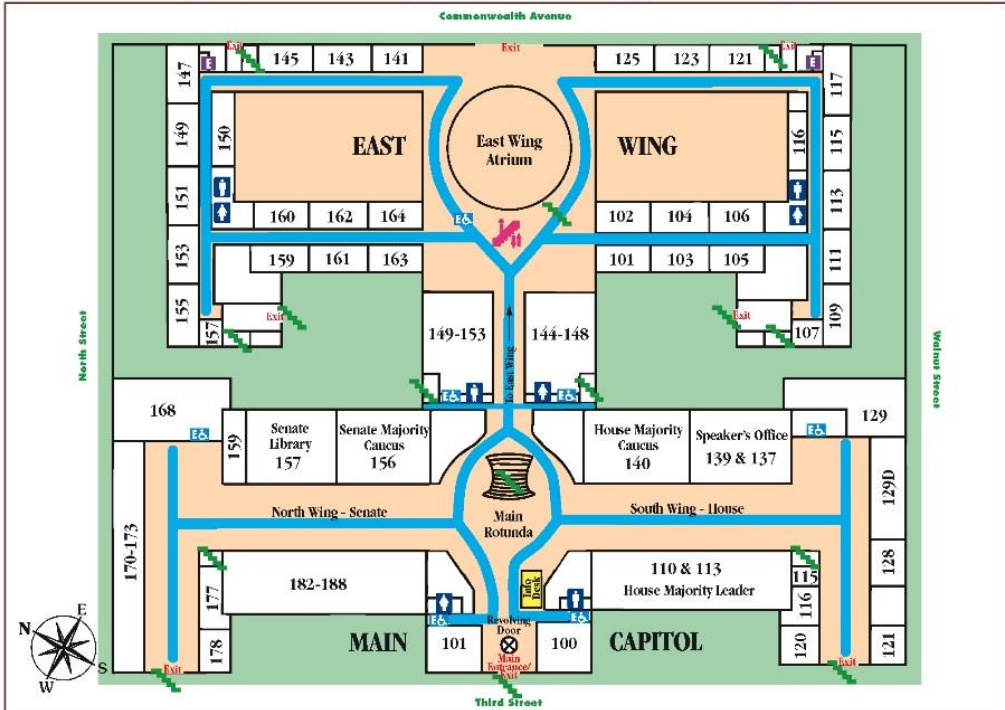 Commonwealth Avenue
Exit
Exit
Exit
E
145
143
141
125
123
121
E
147
117
149
150
EAST
East Wing
Atrium
WING
116
115
151
113
160
162
164
E
102
104
106
153
159
161
163
101
103
105
111
155
157
Exit
149-153
144-148
Exit
107
109
To East Wing
North Street
Walnut Street
E
E
168
129
E
E
159
Senate
Library
157
Senate Majority
Caucus
156
House Majority
Caucus
140
Speaker's Office
139 & 137
129D
North Wing - Senate
Main
Rotunda
South Wing - House
170-173
128
182-188
110 & 113
House Majority Leader
115
177
Info
Desk
116
E
Revolving
Door
E
178
MAIN
101
100
CAPITOL
120
121
Main
Entrance/
Exit
Exit
Exit
Third Street
E
N
S
W